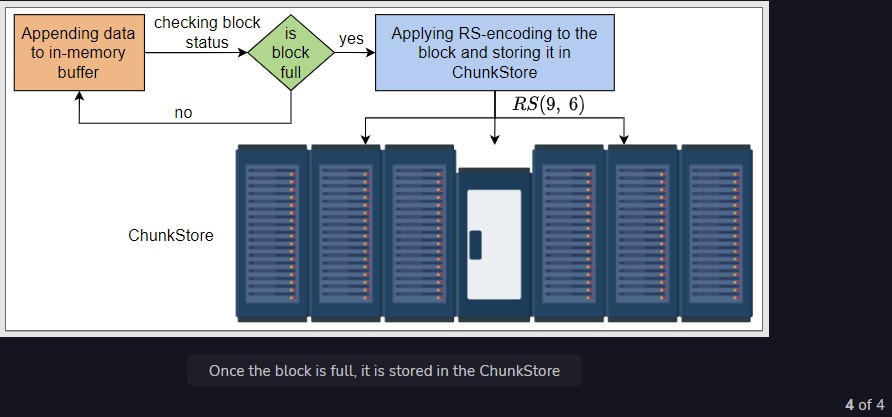 Appending data
to in-memory
buffer
checking block
status
is
block
full
yes
Applying RS-encoding to the
block and storing it in
ChunkStore
no
RS(9, 6)
ChunkStore
Once the block is full, it is stored in the ChunkStore
4 of 4